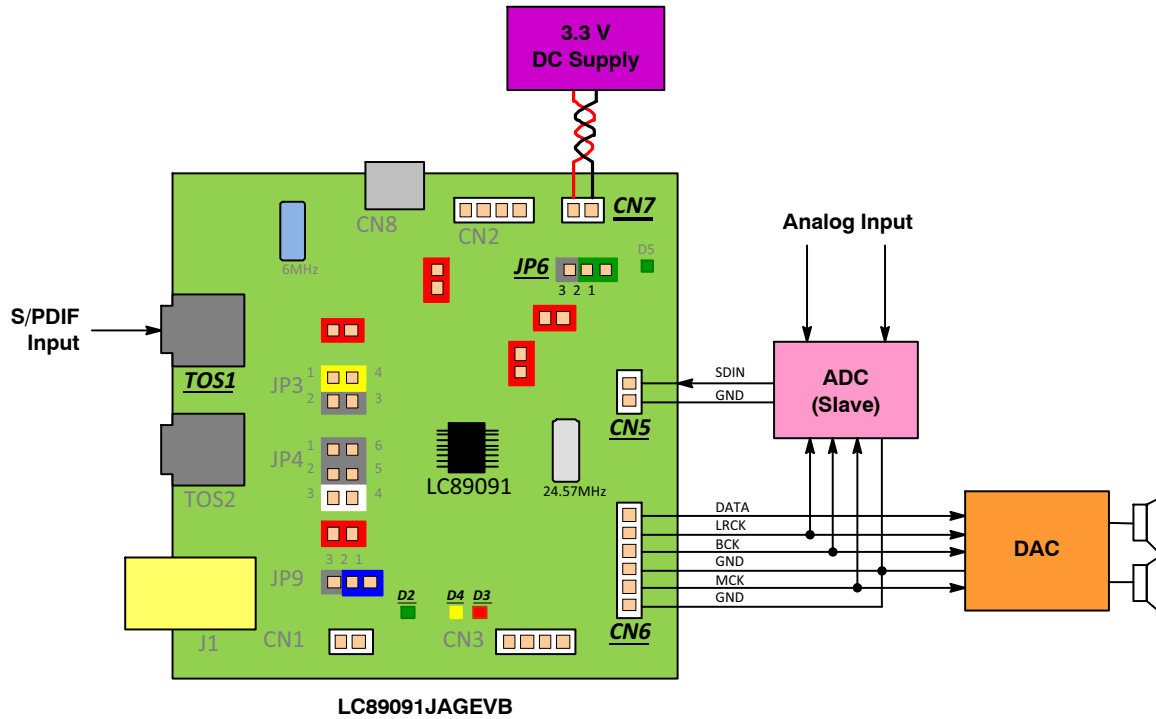 3.3 V
DC Supply
CN7
CN8
CN2
6MHz
JP6
D5
3 2 1
Analog Input
S/PDIF
Input
TOS1
JP3
1 4
2 3
SDIN
GND
ADC
(Slave)
CN5
JP4
1 6
2 5
3 4
TOS2
LC89091
24.57MHz
DATA
LRCK
BCK
GND
MCK
GND
DAC
3 2 1
JP9
D2
D4
D3
J1
CN1
CN3
CN6
LC89091JAGEVB